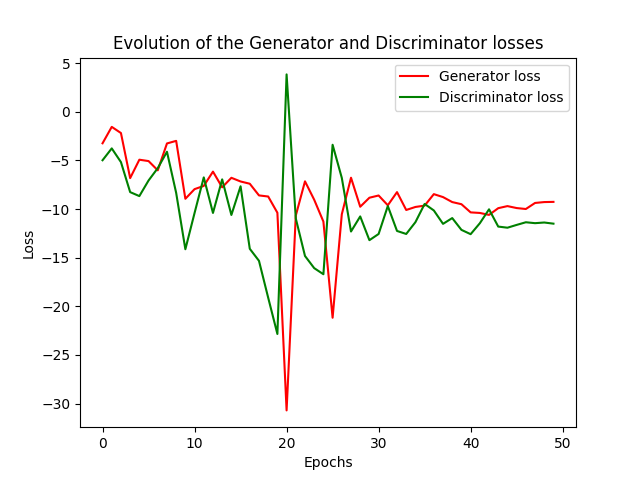 Evolution of the Generator and Discriminator losses
Generator loss
Discriminator loss
5
0
−5
−10
−15
−20
−25
−30
Loss
0 10 20 30 40 50
Epochs